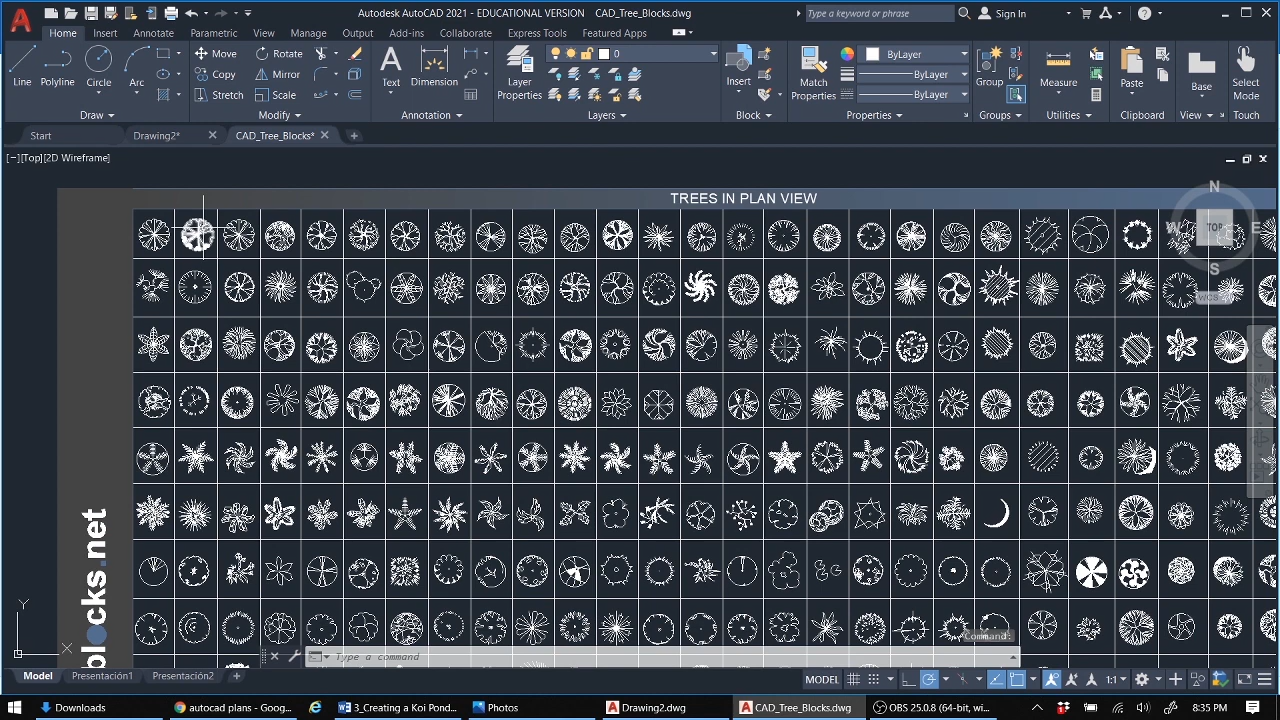 Autodesk AutoCAD 2021 - EDUCATIONAL VERSION CAD_Tree_Blocks.dwg
Type a keyword or phrase
Sign In
Home Insert Annotate Parametric View Manage Output Add-ins Collaborate Express Tools Featured Apps
Line Polyline Circle Arc
Move Rotate
Copy Mirror
Stretch Scale
Text Dimension
Layer Properties
0
Insert
Match Properties
ByLayer
ByLayer
ByLayer
Group
Measure
Paste
Base
Select Mode
Draw Modify Annotation Layers Block Properties Groups Utilities Clipboard View Touch
Start Drawing2* CAD_Tree_Blocks*
[−][Top][2D Wireframe]
TREES IN PLAN VIEW
N
W TOP E
S
WCS
blocks.net
Y
X
Command:
Type a command
Model Presentación1 Presentación2
MODEL
1:1
Downloads
autocad plans - Goog...
3_Creating a Koi Pond...
Photos
Drawing2.dwg
CAD_Tree_Blocks.dwg
OBS 25.0.8 (64-bit, wi...
8:35 PM